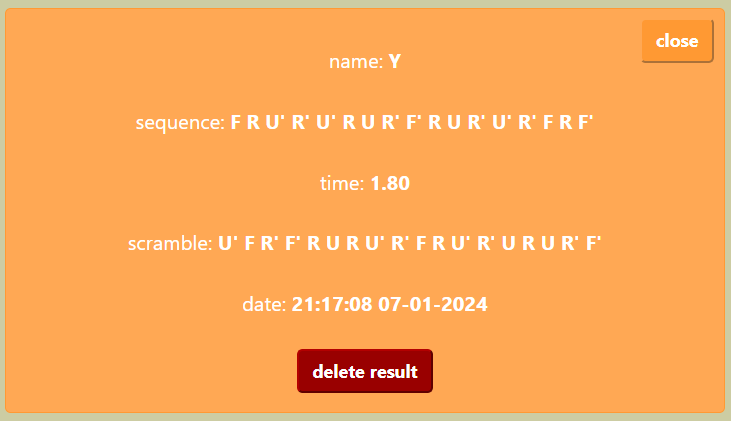 close
name: Y
sequence: F R U' R' U' R U R' F' R U R' U' R' F R F'
time: 1.80
scramble: U' F R' F' R U R U' R' F R U' R' U R U R' F'
date: 21:17:08 07-01-2024
delete result